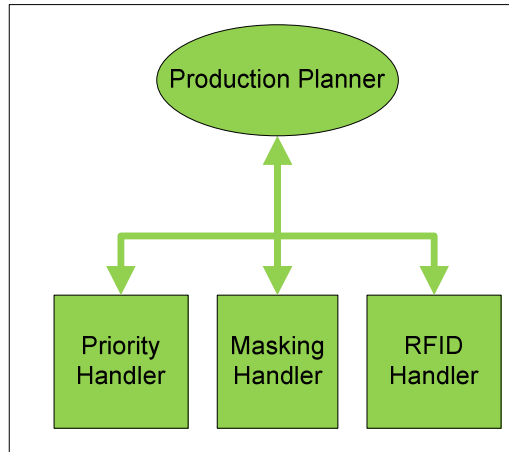 Production Planner
Priority
Handler
Masking
Handler
RFID
Handler